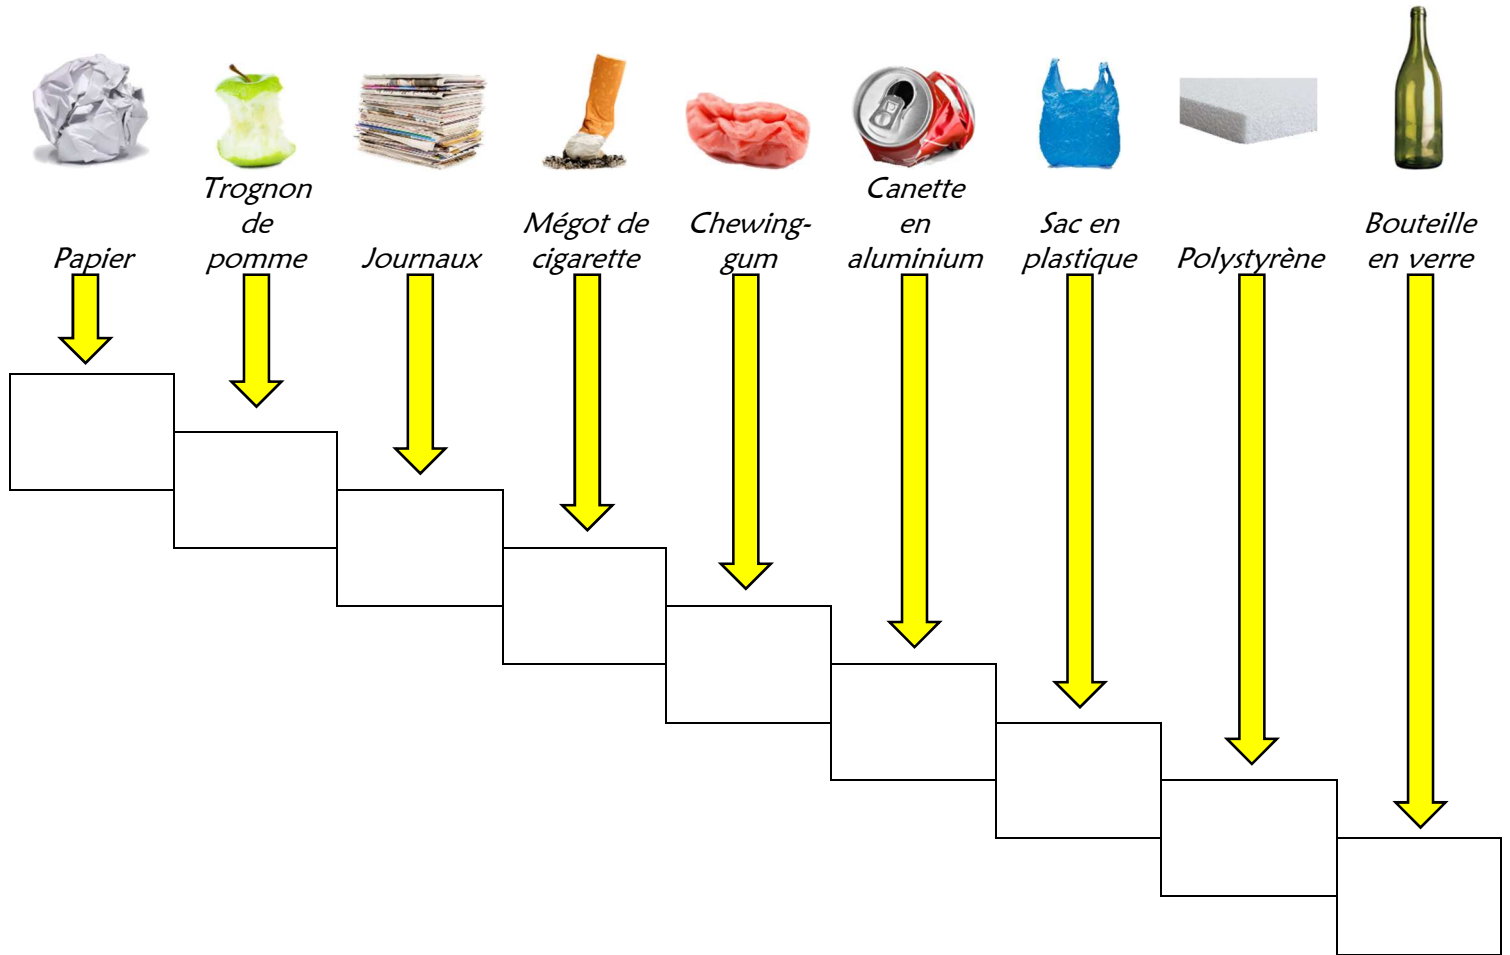 Papier
Trognon
de
pomme
Journaux
Mégot de
cigarette
Chewing-
gum
Canette
en
aluminium
Sac en
plastique
Polystyrène
Bouteille
en verre